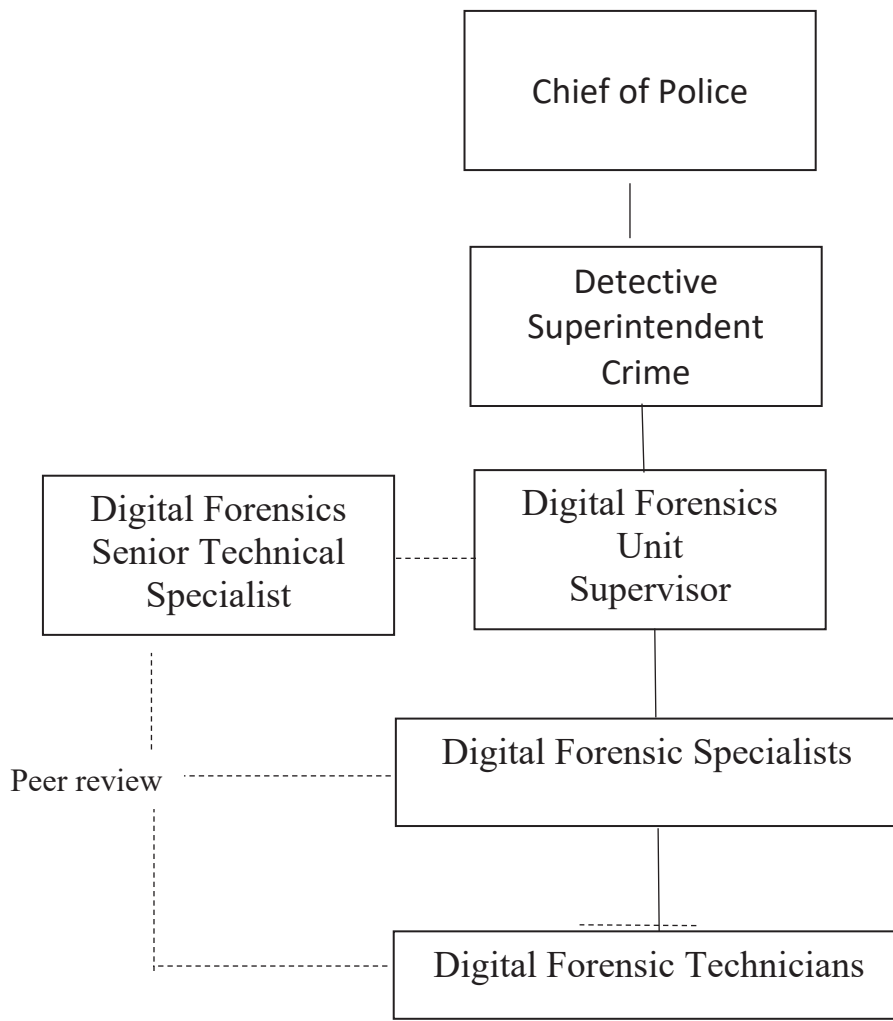 Chief of Police
Detective
Superintendent
Crime
Digital Forensics
Senior Technical
Specialist
Digital Forensics
Unit
Supervisor
Digital Forensic Specialists
Peer review
Digital Forensic Technicians